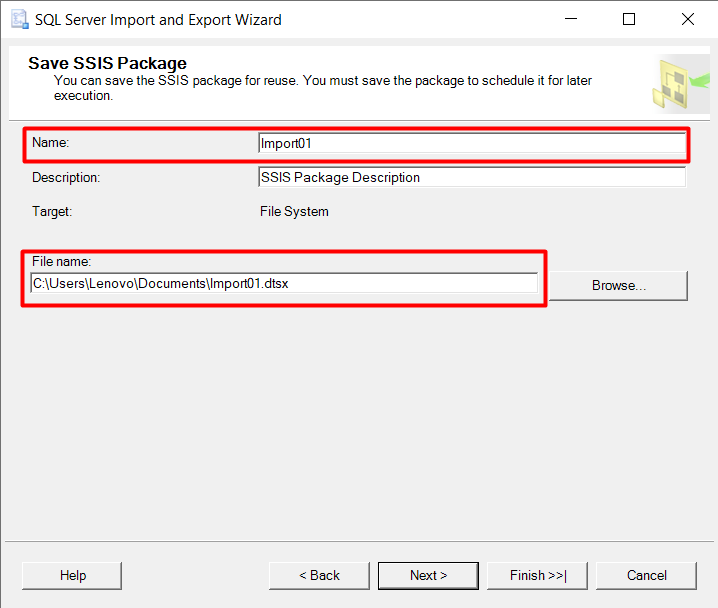 SQL Server Import and Export Wizard
Save SSIS Package
You can save the SSIS package for reuse. You must save the package to schedule it for later
execution.
Name: Import01
Description: SSIS Package Description
Target: File System
File name:
C:\Users\Lenovo\Documents\Import01.dtsx
Browse...
Help < Back Next > Finish >>| Cancel